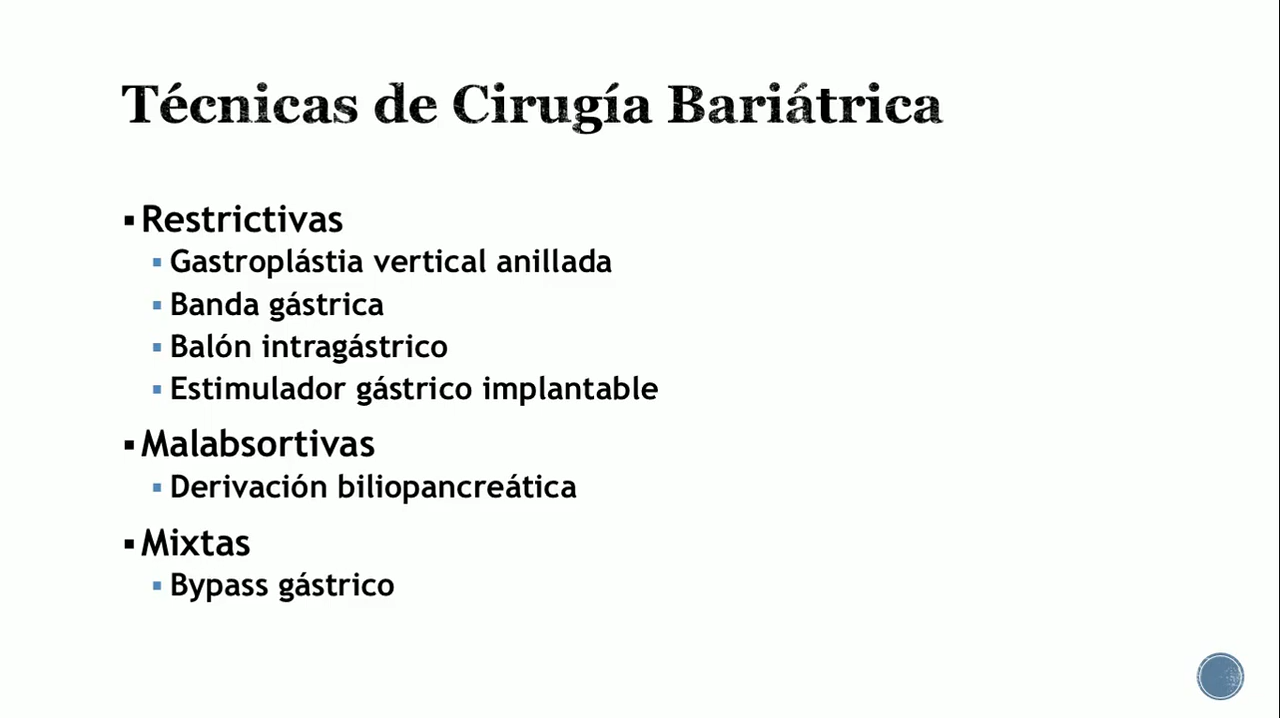 Técnicas de Cirugía Bariátrica
▪ Restrictivas
▪ Gastroplástia vertical anillada
▪ Banda gástrica
▪ Balón intragástrico
▪ Estimulador gástrico implantable
▪ Malabsortivas
▪ Derivación biliopancreática
▪ Mixtas
▪ Bypass gástrico